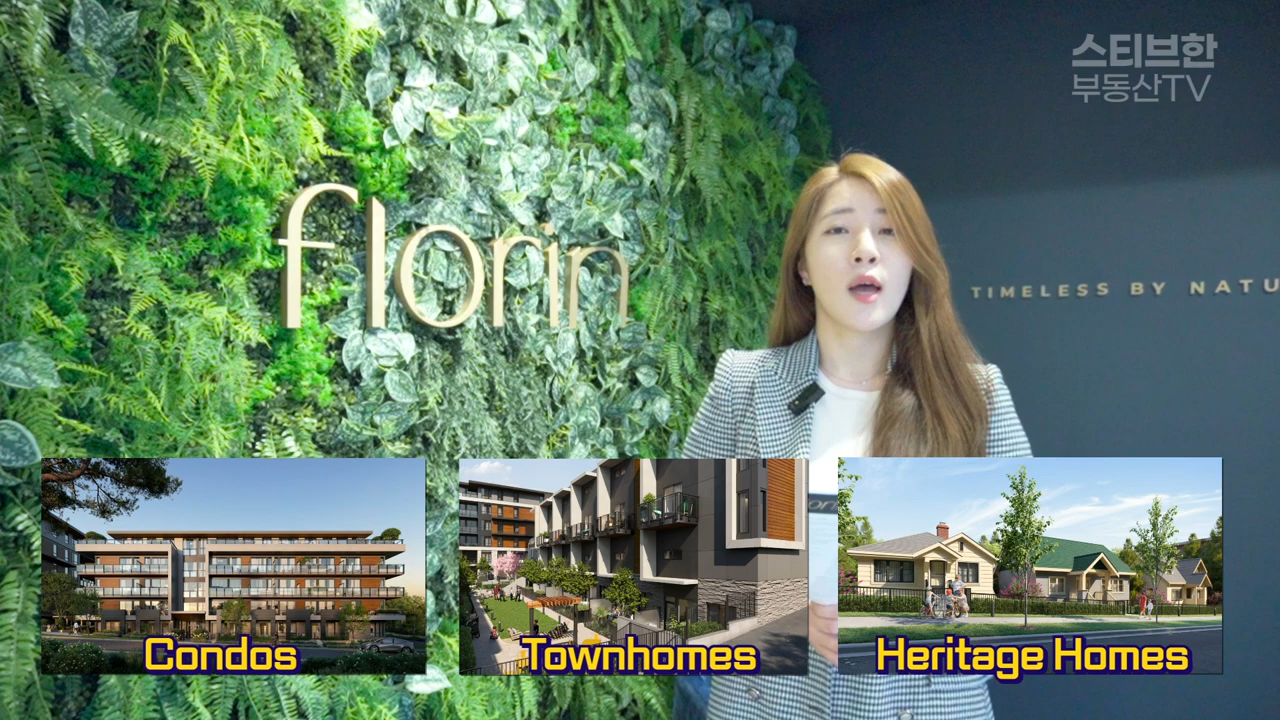 스티브한
부동산TV
florin
TIMELESS BY NATU
Condos
Townhomes
Heritage Homes